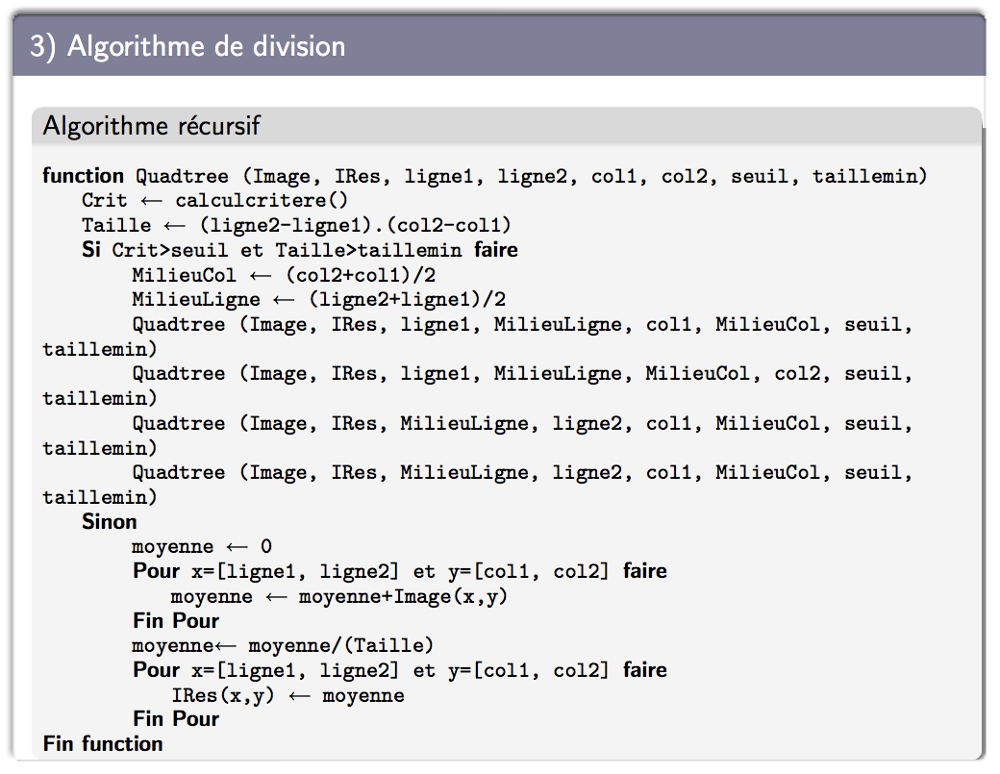 3) Algorithme de division
Algorithme récursif
function Quadtree (Image, IRes, ligne1, ligne2, col1, col2, seuil, taillemin)
Crit ← calculcritere()
Taille ← (ligne2-ligne1).(col2-col1)
Si Crit>seuil et Taille>taillemin faire
MilieuCol ← (col2+col1)/2
MilieuLigne ← (ligne2+ligne1)/2
Quadtree (Image, IRes, ligne1, MilieuLigne, col1, MilieuCol, seuil,
taillemin)
Quadtree (Image, IRes, ligne1, MilieuLigne, MilieuCol, col2, seuil,
taillemin)
Quadtree (Image, IRes, MilieuLigne, ligne2, col1, MilieuCol, seuil,
taillemin)
Quadtree (Image, IRes, MilieuLigne, ligne2, col1, MilieuCol, seuil,
taillemin)
Sinon
moyenne ← 0
Pour x=[ligne1, ligne2] et y=[col1, col2] faire
moyenne ← moyenne+Image(x,y)
Fin Pour
moyenne← moyenne/(Taille)
Pour x=[ligne1, ligne2] et y=[col1, col2] faire
IRes(x,y) ← moyenne
Fin Pour
Fin function